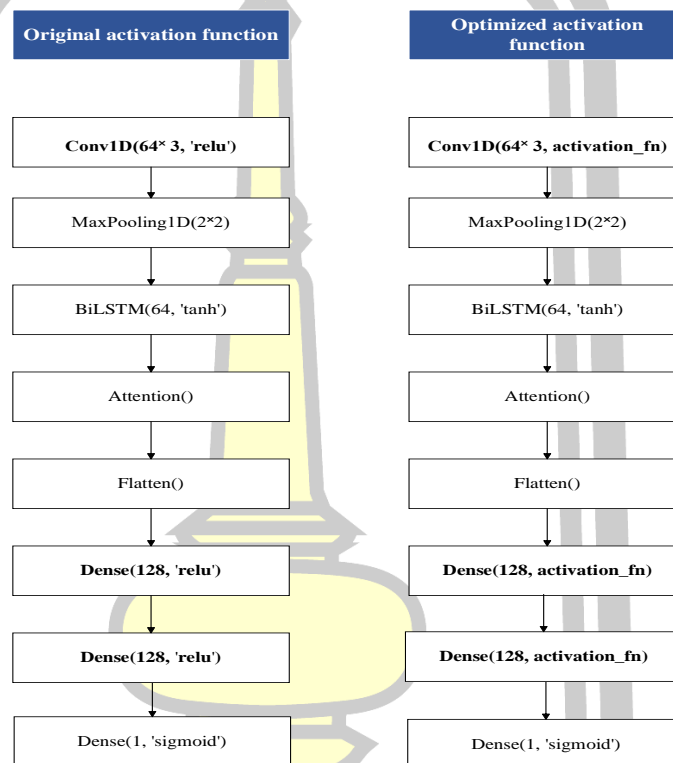 Original activation function
Conv1D(64× 3, 'relu')
MaxPooling1D(2×2)
BiLSTM(64, 'tanh')
Attention()
Flatten()
Dense(128, 'relu')
Dense(128, 'relu')
Dense(1, 'sigmoid')
Optimized activation
function
Conv1D(64× 3, activation_fn)
MaxPooling1D(2×2)
BiLSTM(64, 'tanh')
Attention()
Flatten()
Dense(128, activation_fn)
Dense(128, activation_fn)
Dense(1, 'sigmoid')